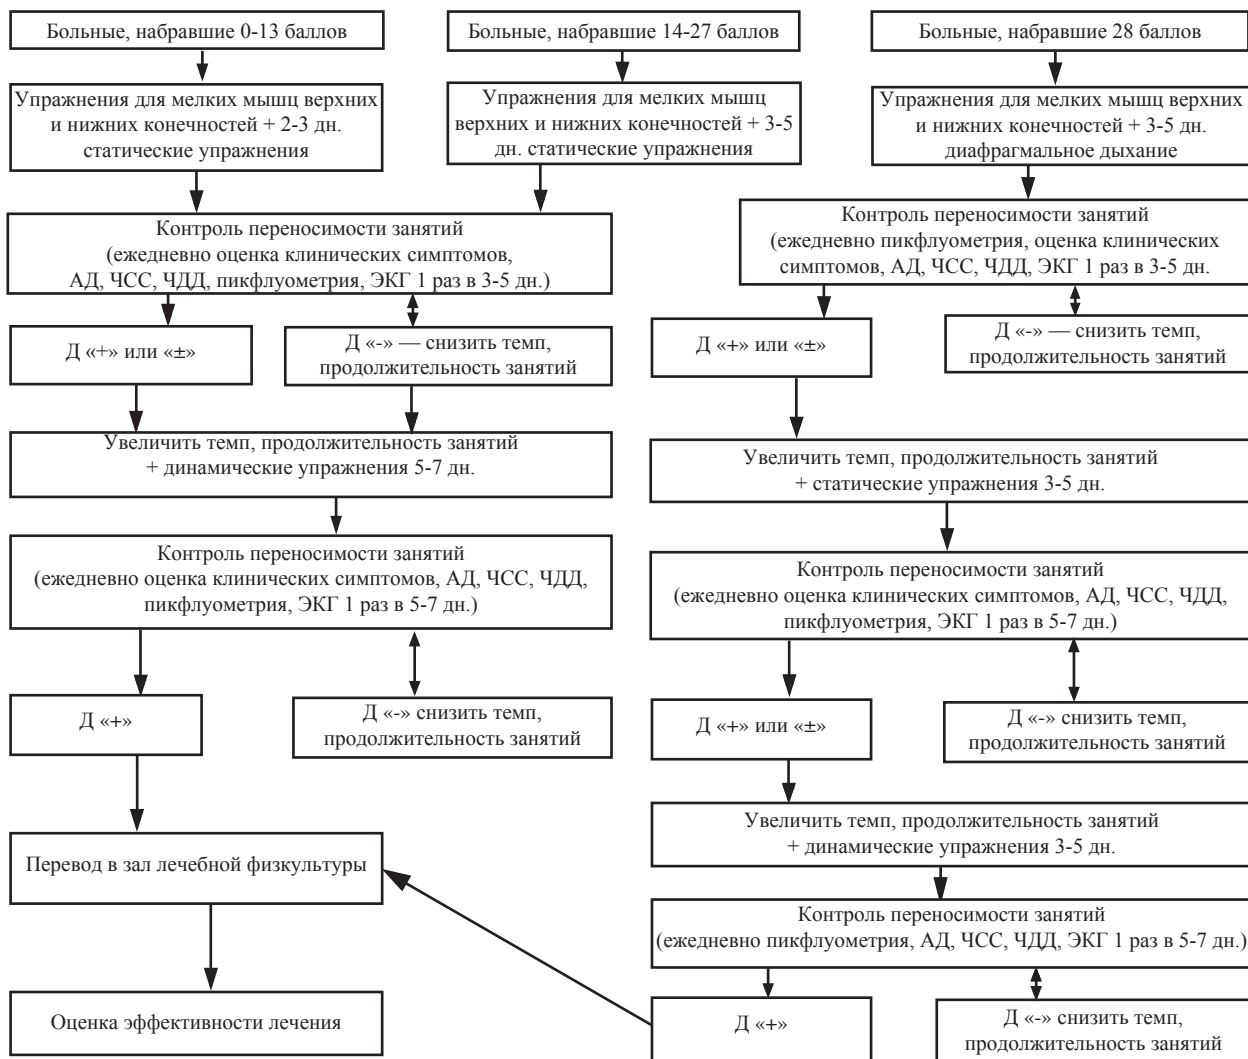 Больные, набравшие 0-13 баллов
Больные, набравшие 14-27 баллов
Больные, набравшие 28 баллов
Упражнения для мелких мышц верхних
и нижних конечностей + 2-3 дн.
статические упражнения
Упражнения для мелких мышц
верхних и нижних конечностей + 3-5
дн. статические упражнения
Упражнения для мелких мышц верхних
и нижних конечностей + 3-5 дн.
диафрагмальное дыхание
Контроль переносимости занятий
(ежедневно оценка клинических симптомов,
АД, ЧСС, ЧДД, пикфлуометрия, ЭКГ 1 раз в 3-5 дн.)
Контроль переносимости занятий
(ежедневно пикфлуометрия, оценка клинических
симптомов, АД, ЧСС, ЧДД, ЭКГ 1 раз в 3-5 дн.
Д «+» или «±»
Д «-» — снизить темп,
продолжительность занятий
Д «+» или «±»
Д «-» — снизить темп,
продолжительность занятий
Увеличить темп, продолжительность занятий
+ динамические упражнения 5-7 дн.
Увеличить темп, продолжительность занятий
+ статические упражнения 3-5 дн.
Контроль переносимости занятий
(ежедневно оценка клинических симптомов, АД, ЧСС, ЧДД,
пикфлуометрия, ЭКГ 1 раз в 5-7 дн.)
Контроль переносимости занятий
(ежедневно оценка клинических симптомов, АД, ЧСС, ЧДД,
пикфлуометрия, ЭКГ 1 раз в 5-7 дн.)
Д «+»
Д «-» снизить темп,
продолжительность занятий
Д «+» или «±»
Д «-» снизить темп,
продолжительность занятий
Увеличить темп, продолжительность занятий
+ динамические упражнения 3-5 дн.
Перевод в зал лечебной физкультуры
Контроль переносимости занятий
(ежедневно пикфлуометрия, АД, ЧСС, ЧДД, ЭКГ 1 раз в 5-7 дн.)
Оценка эффективности лечения
Д «+»
Д «-» снизить темп,
продолжительность занятий